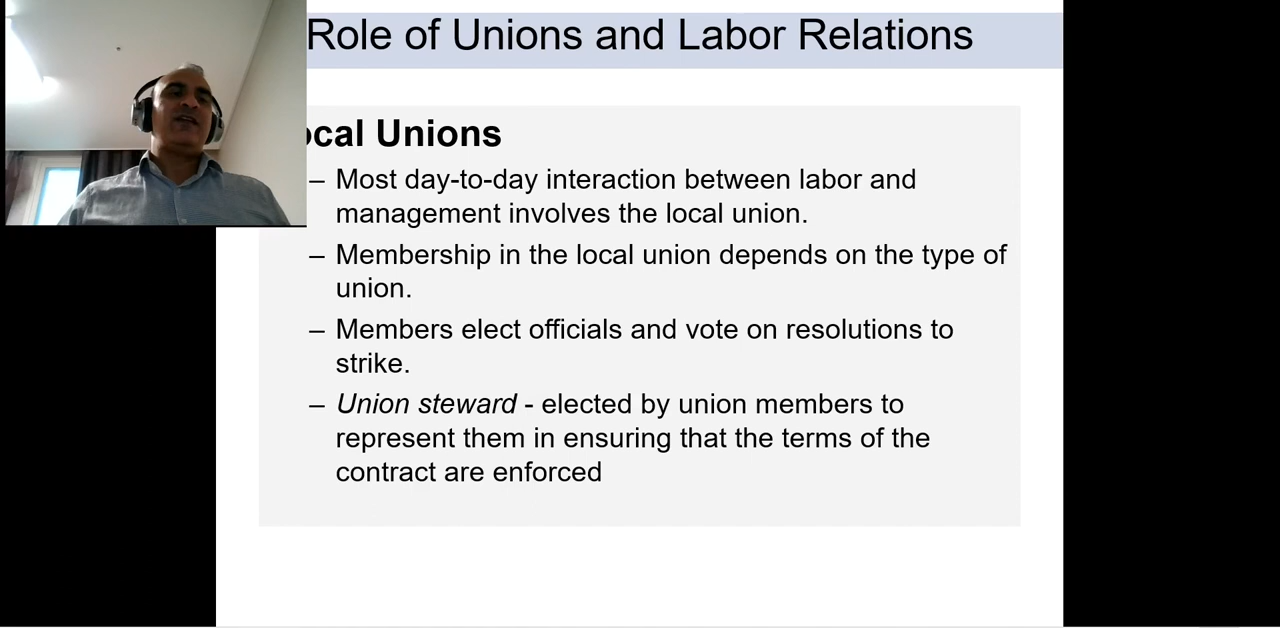 Role of Unions and Labor Relations
ocal Unions
– Most day-to-day interaction between labor and
management involves the local union.
– Membership in the local union depends on the type of
union.
– Members elect officials and vote on resolutions to
strike.
– Union steward - elected by union members to
represent them in ensuring that the terms of the
contract are enforced